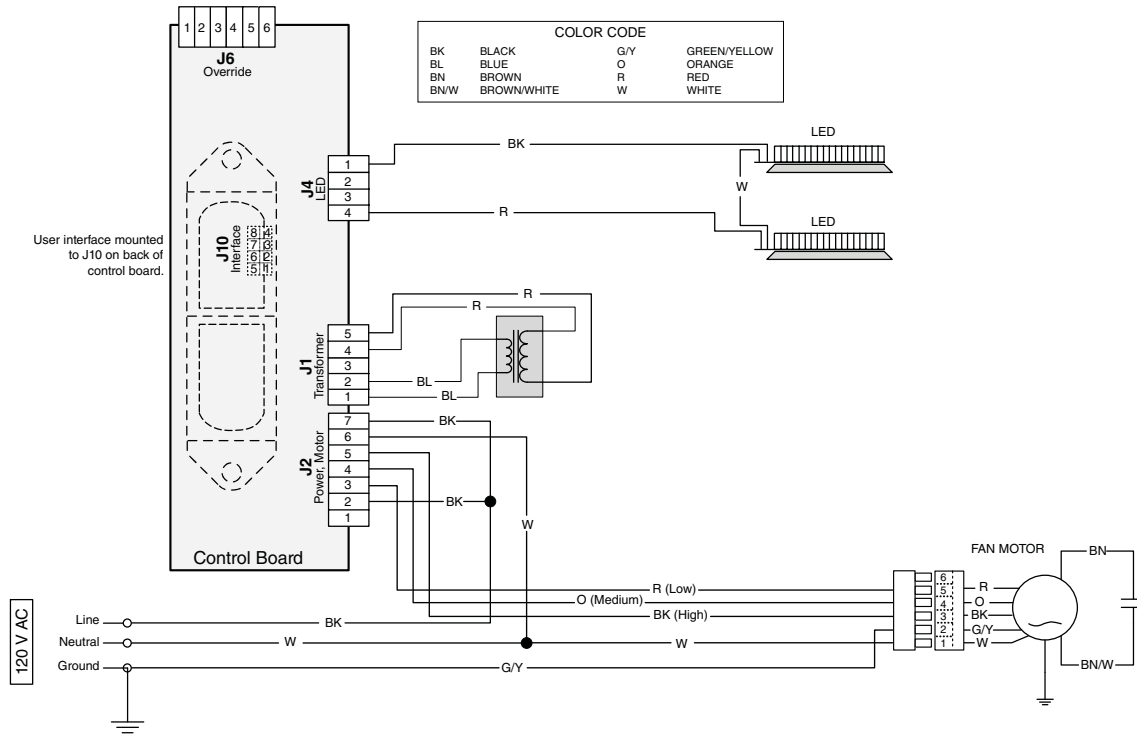 1 2 3 4 5 6
J6
Override
COLOR CODE
BK BLACK G/Y GREEN/YELLOW
BL BLUE O ORANGE
BN BROWN R RED
BN/W BROWN/WHITE W WHITE
LED
BK
1
2
3
4
J4
LED
W
R
LED
User interface mounted
to J10 on back of
control board.
J10
Interface
8 4
7 3
6 2
5 1
R
R
5
4
3
2
1
J1
Transformer
BL
BL
7
6
5
4
3
2
1
J2
Power, Motor
BK
BK
W
Control Board
FAN MOTOR
BN
R (Low)
O (Medium)
BK (High)
6
5
4
3
2
1
R
O
BK
G/Y
W
BN/W
120 V AC
Line
BK
Neutral
W
W
Ground
G/Y